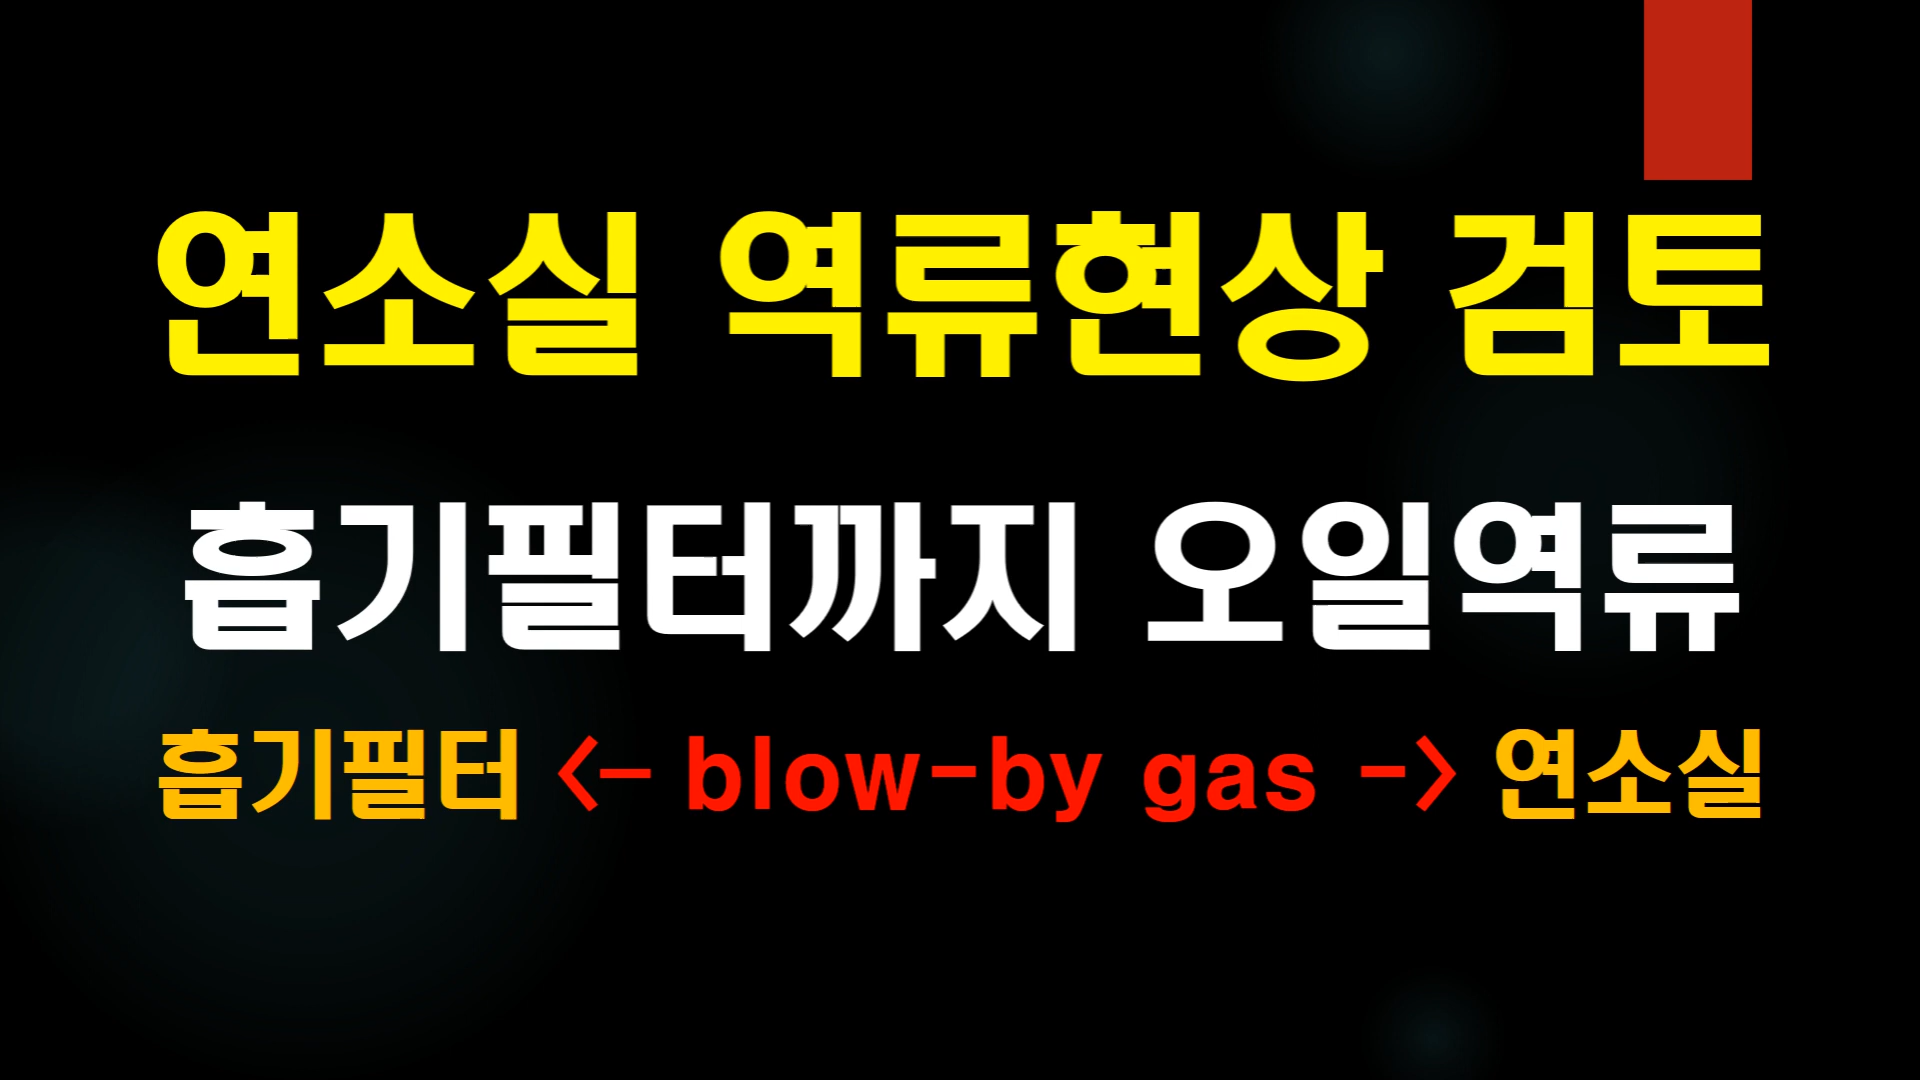 연소실 역류현상 검토
흡기필터까지 오일역류
흡기필터 <- blow-by gas -> 연소실